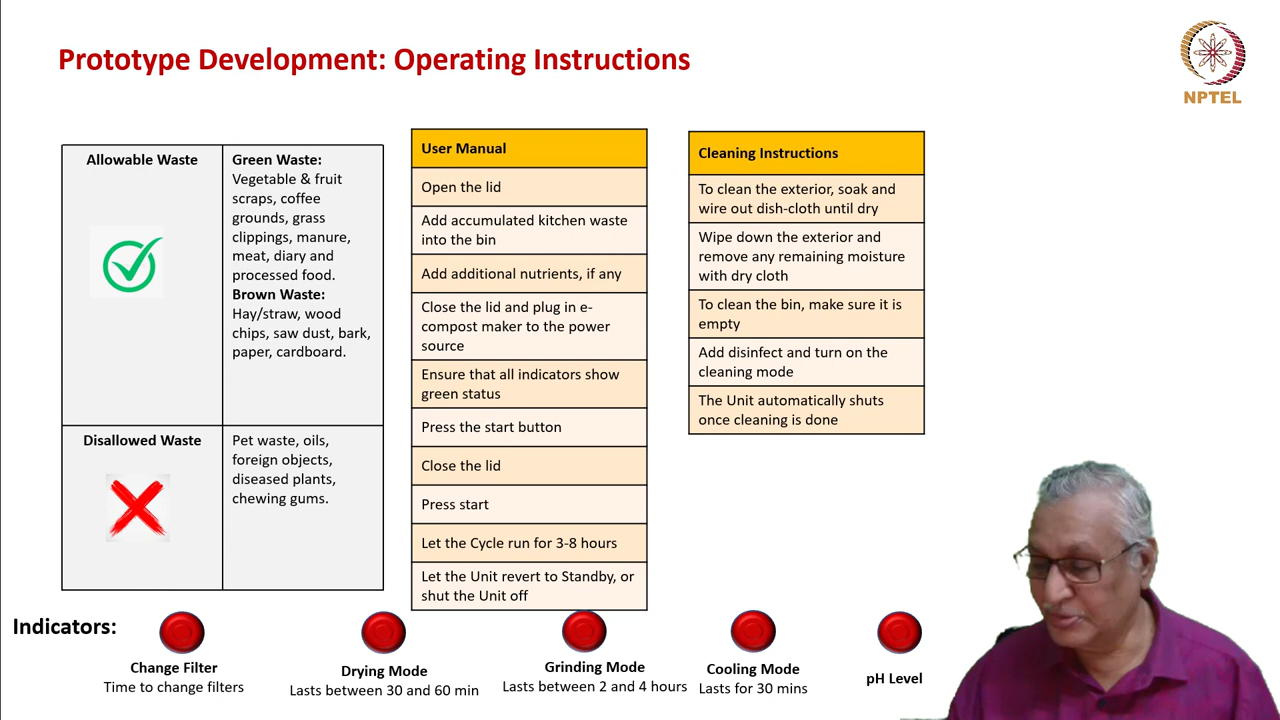 Prototype Development: Operating Instructions
NPTEL
Allowable Waste
Green Waste:
Vegetable & fruit
scraps, coffee
grounds, grass
clippings, manure,
meat, diary and
processed food.
Brown Waste:
Hay/straw, wood
chips, saw dust, bark,
paper, cardboard.
Disallowed Waste
Pet waste, oils,
foreign objects,
diseased plants,
chewing gums.
User Manual
Open the lid
Add accumulated kitchen waste
into the bin
Add additional nutrients, if any
Close the lid and plug in e-
compost maker to the power
source
Ensure that all indicators show
green status
Press the start button
Close the lid
Press start
Let the Cycle run for 3-8 hours
Let the Unit revert to Standby, or
shut the Unit off
Cleaning Instructions
To clean the exterior, soak and
wire out dish-cloth until dry
Wipe down the exterior and
remove any remaining moisture
with dry cloth
To clean the bin, make sure it is
empty
Add disinfect and turn on the
cleaning mode
The Unit automatically shuts
once cleaning is done
Indicators:
Change Filter
Time to change filters
Drying Mode
Lasts between 30 and 60 min
Grinding Mode
Lasts between 2 and 4 hours
Cooling Mode
Lasts for 30 mins
pH Level